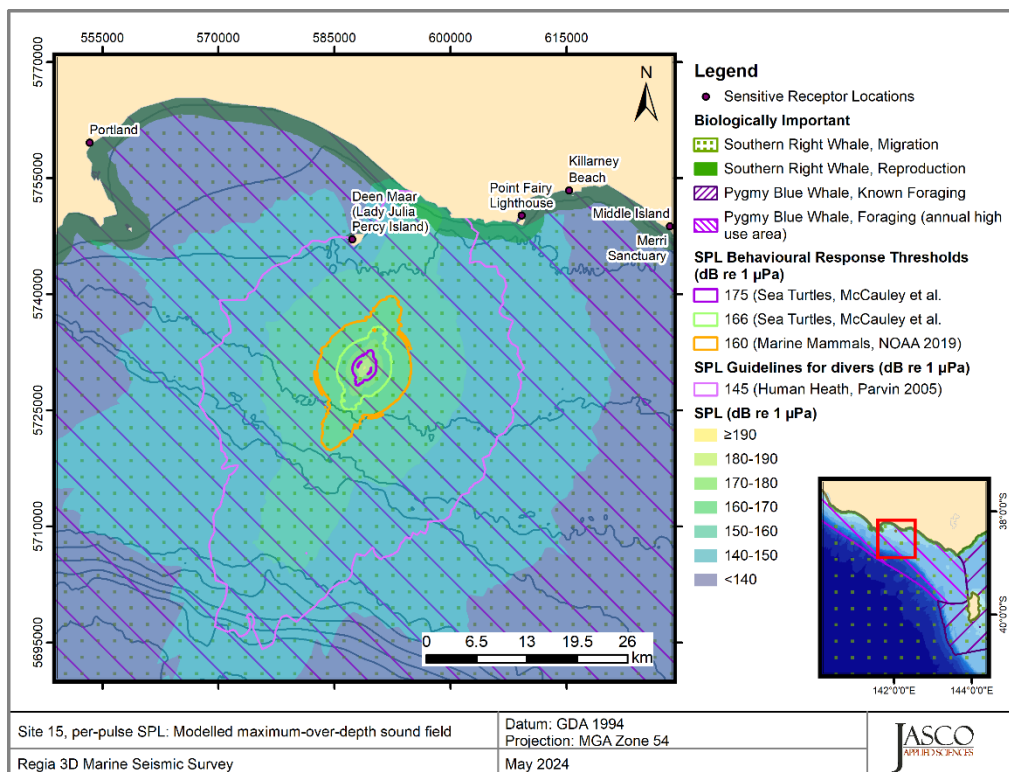 555000
570000
585000
600000
615000
5770000
5755000
5740000
5725000
5710000
5695000
N
Portland
Deen Maar
(Lady Julia
Percy Island)
Killarney
Beach
Point Fairy
Lighthouse
Middle Island
Merri
Sanctuary
0
6.5
13
19.5
26
km
Legend
Sensitive Receptor Locations
Biologically Important
Southern Right Whale, Migration
Southern Right Whale, Reproduction
Pygmy Blue Whale, Known Foraging
Pygmy Blue Whale, Foraging (annual high
use area)
SPL Behavioural Response Thresholds
(dB re 1 µPa)
175 (Sea Turtles, McCauley et al.
166 (Sea Turtles, McCauley et al.
160 (Marine Mammals, NOAA 2019)
SPL Guidelines for divers (dB re 1 µPa)
145 (Human Heath, Parvin 2005)
SPL (dB re 1 µPa)
≥190
180-190
170-180
160-170
150-160
140-150
<140
38°0'0"S
40°0'0"S
142°0'0"E
144°0'0"E
Site 15, per-pulse SPL: Modelled maximum-over-depth sound field
Datum: GDA 1994
Projection: MGA Zone 54
Regia 3D Marine Seismic Survey
May 2024
JASCO
APPLIED SCIENCES